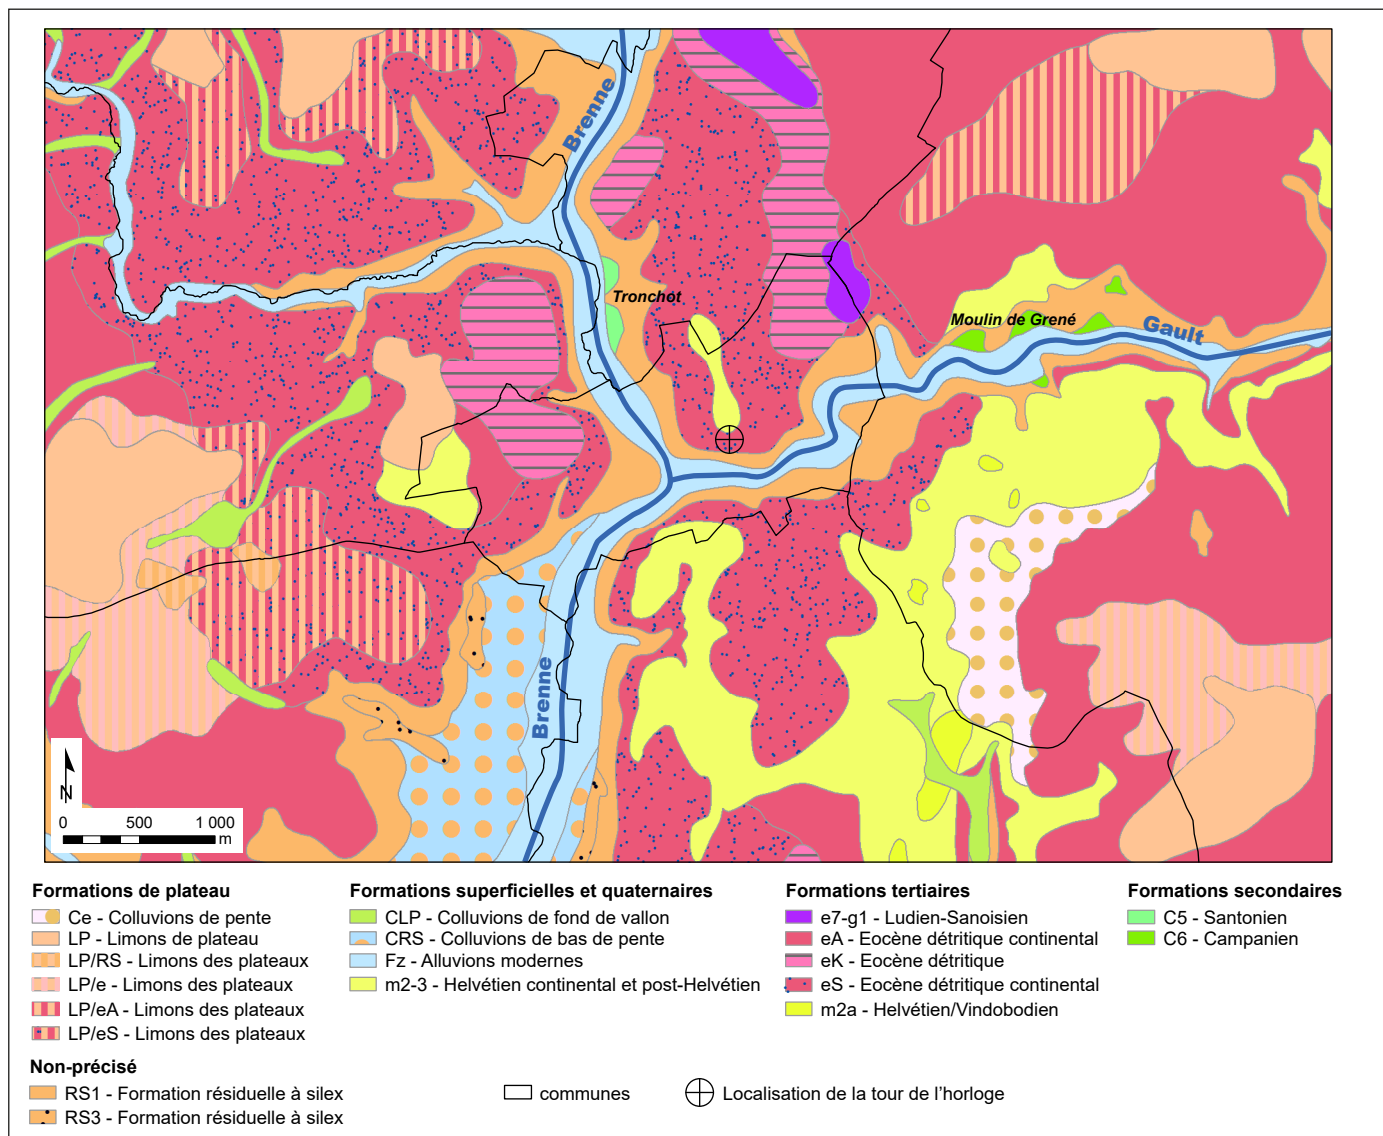 Brenne
Tronchot
Moulin de Grené
Gault
Brenne
N
0 500 1 000
m
Formations de plateau
Ce - Colluvions de pente
LP - Limons de plateau
LP/RS - Limons des plateaux
LP/e - Limons des plateaux
LP/eA - Limons des plateaux
LP/eS - Limons des plateaux
Formations superficielles et quaternaires
CLP - Colluvions de fond de vallon
CRS - Colluvions de bas de pente
Fz - Alluvions modernes
m2-3 - Helvétien continental et post-Helvétien
Formations tertiaires
e7-g1 - Ludien-Sanoisien
eA - Eocène détritique continental
eK - Eocène détritique
eS - Eocène détritique continental
m2a - Helvétien/Vindobodien
Formations secondaires
C5 - Santonien
C6 - Campanien
Non-précisé
RS1 - Formation résiduelle à silex
RS3 - Formation résiduelle à silex
communes
Localisation de la tour de l'horloge